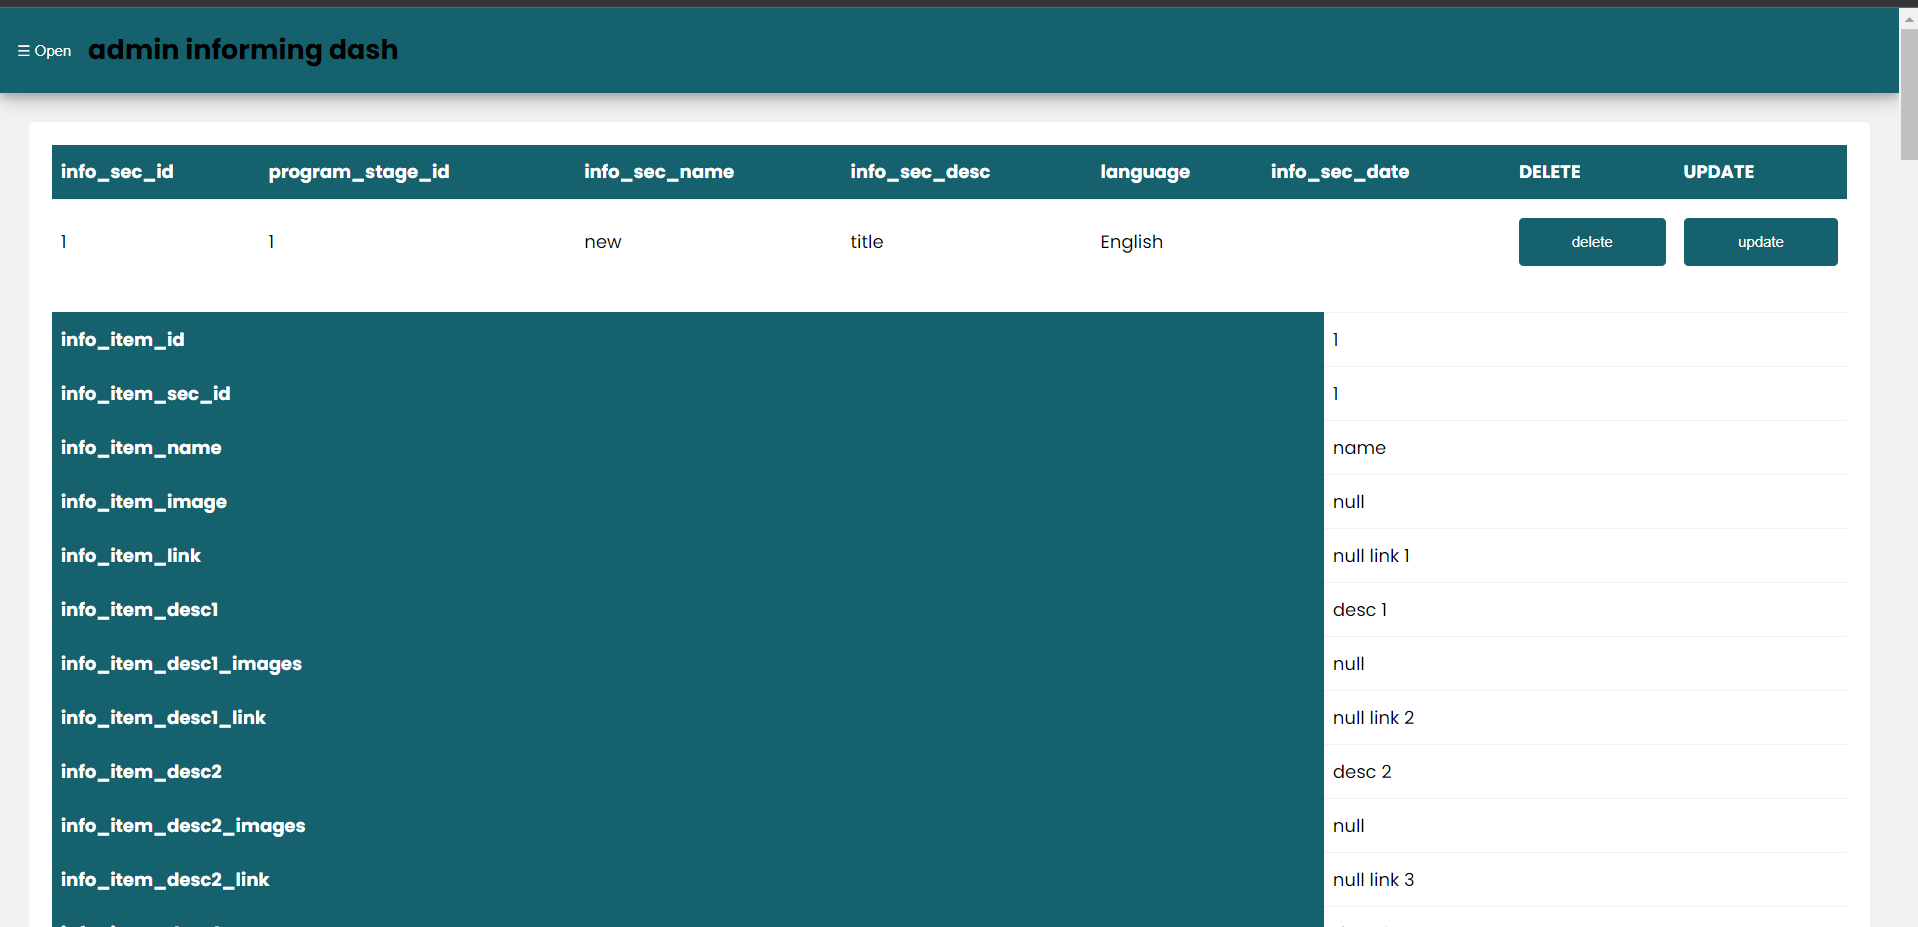 ☰ Open admin informing dash
info_sec_id program_stage_id info_sec_name info_sec_desc language info_sec_date DELETE UPDATE
1 1 new title English delete update
info_item_id 1
info_item_sec_id 1
info_item_name name
info_item_image null
info_item_link null link 1
info_item_desc1 desc 1
info_item_desc1_images null
info_item_desc1_link null link 2
info_item_desc2 desc 2
info_item_desc2_images null
info_item_desc2_link null link 3